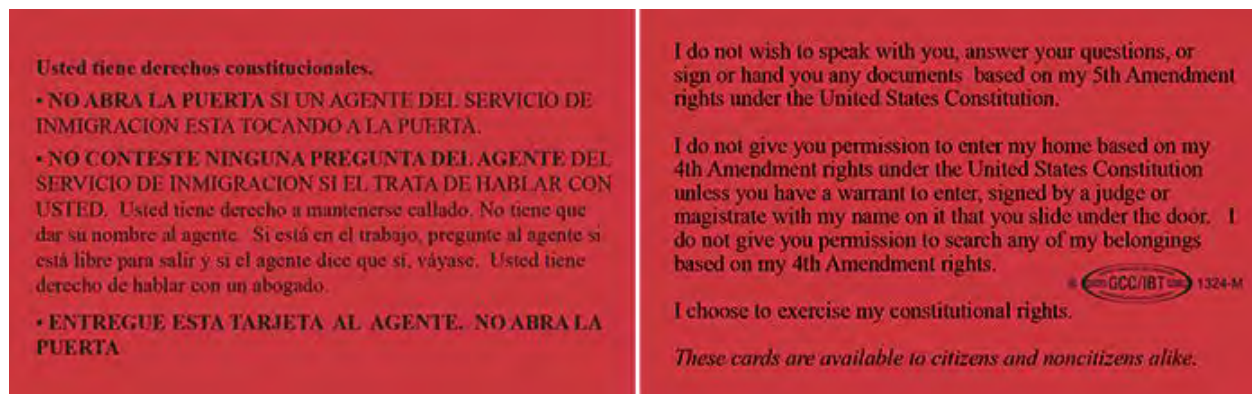 Usted tiene derechos constitucionales.
• NO ABRA LA PUERTA SI UN AGENTE DEL SERVICIO DE
INMIGRACION ESTA TOCANDO A LA PUERTA.
• NO CONTESTE NINGUNA PREGUNTA DEL AGENTE DEL
SERVICIO DE INMIGRACION SI EL TRATA DE HABLAR CON
USTED. Usted tiene derecho a mantenerse callado. No tiene que
dar su nombre al agente. Si está en el trabajo, pregunte al agente si
está libre para salir y si el agente dice que si, váyase. Usted tiene
derecho de hablar con un abogado.
• ENTREGUE ESTA TARJETA AL AGENTE. NO ABRA LA
PUERTA
I do not wish to speak with you, answer your questions, or
sign or hand you any documents based on my 5th Amendment
rights under the United States Constitution.
I do not give you permission to enter my home based on my
4th Amendment rights under the United States Constitution
unless you have a warrant to enter, signed by a judge or
magistrate with my name on it that you slide under the door. I
do not give you permission to search any of my belongings
based on my 4th Amendment rights.
GCC/IBT 1324-M
I choose to exercise my constitutional rights.
These cards are available to citizens and noncitizens alike.